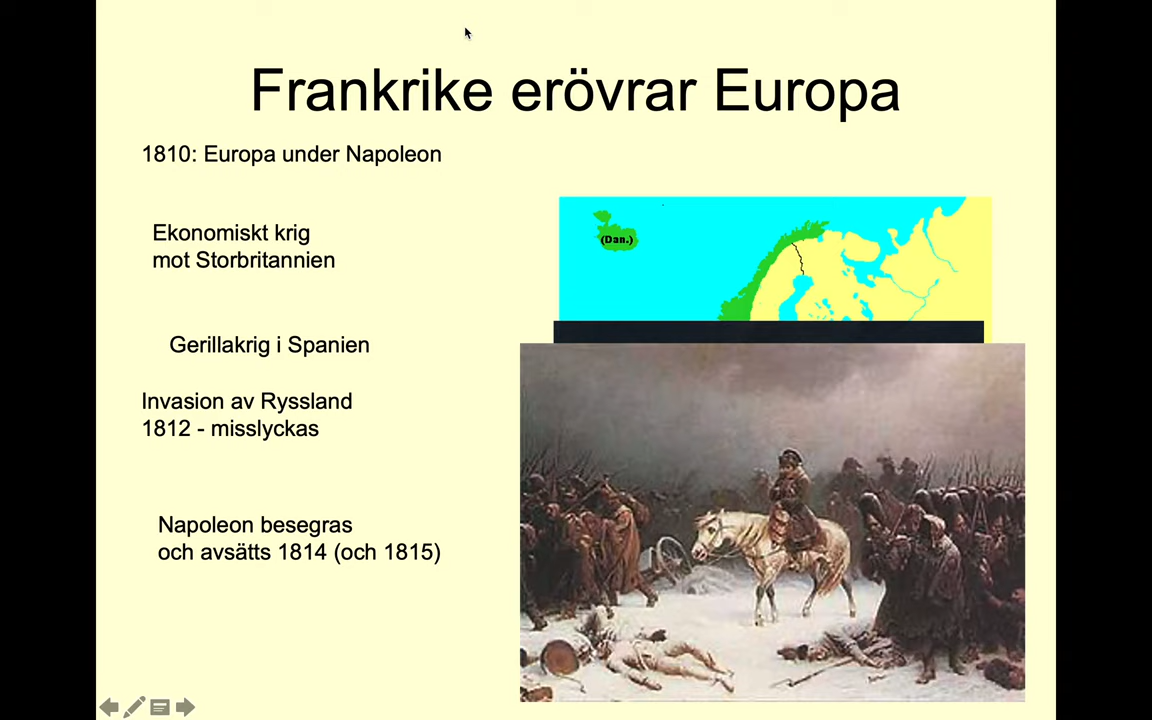 Frankrike erövrar Europa
1810: Europa under Napoleon
Ekonomiskt krig
mot Storbritannien
(Dan.)
Gerillakrig i Spanien
Invasion av Ryssland
1812 - misslyckas
Napoleon besegras
och avsätts 1814 (och 1815)